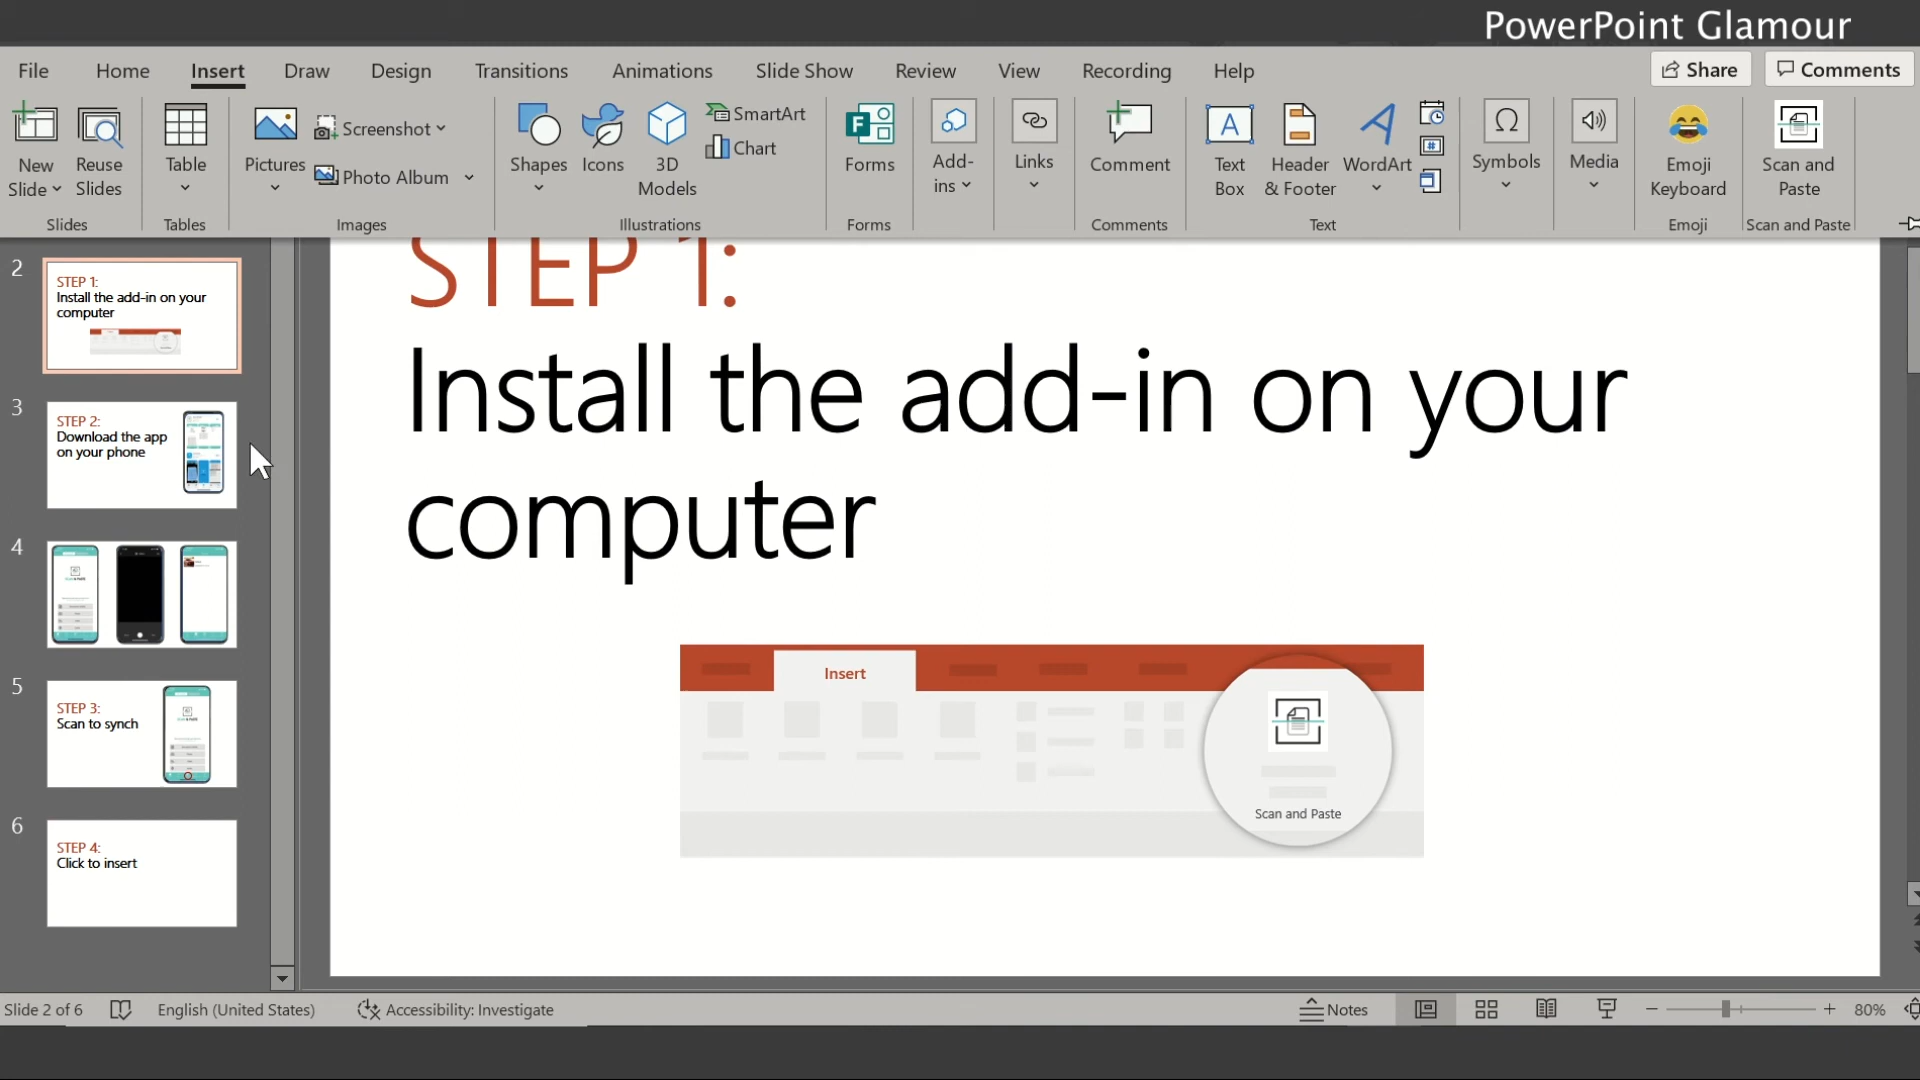 PowerPoint Glamour
File Home Insert Draw Design Transitions Animations Slide Show Review View Recording Help Share Comments
New Slide
Reuse Slides
Table
Pictures
Screenshot
Photo Album
Shapes
Icons
3D Models
SmartArt
Chart
Forms
Add-ins
Links
Comment
Text Box
Header & Footer
WordArt
Symbols
Media
Emoji Keyboard
Scan and Paste
Slides Tables Images Illustrations Forms Comments Text Emoji Scan and Paste
2
STEP 1:
Install the add-in on your
computer
3
STEP 2:
Download the app
on your phone
4
5
STEP 3:
Scan to synch
6
STEP 4:
Click to insert
STEP 1:
Install the add-in on your
computer
Insert
Scan and Paste
Slide 2 of 6 English (United States) Accessibility: Investigate Notes 80%